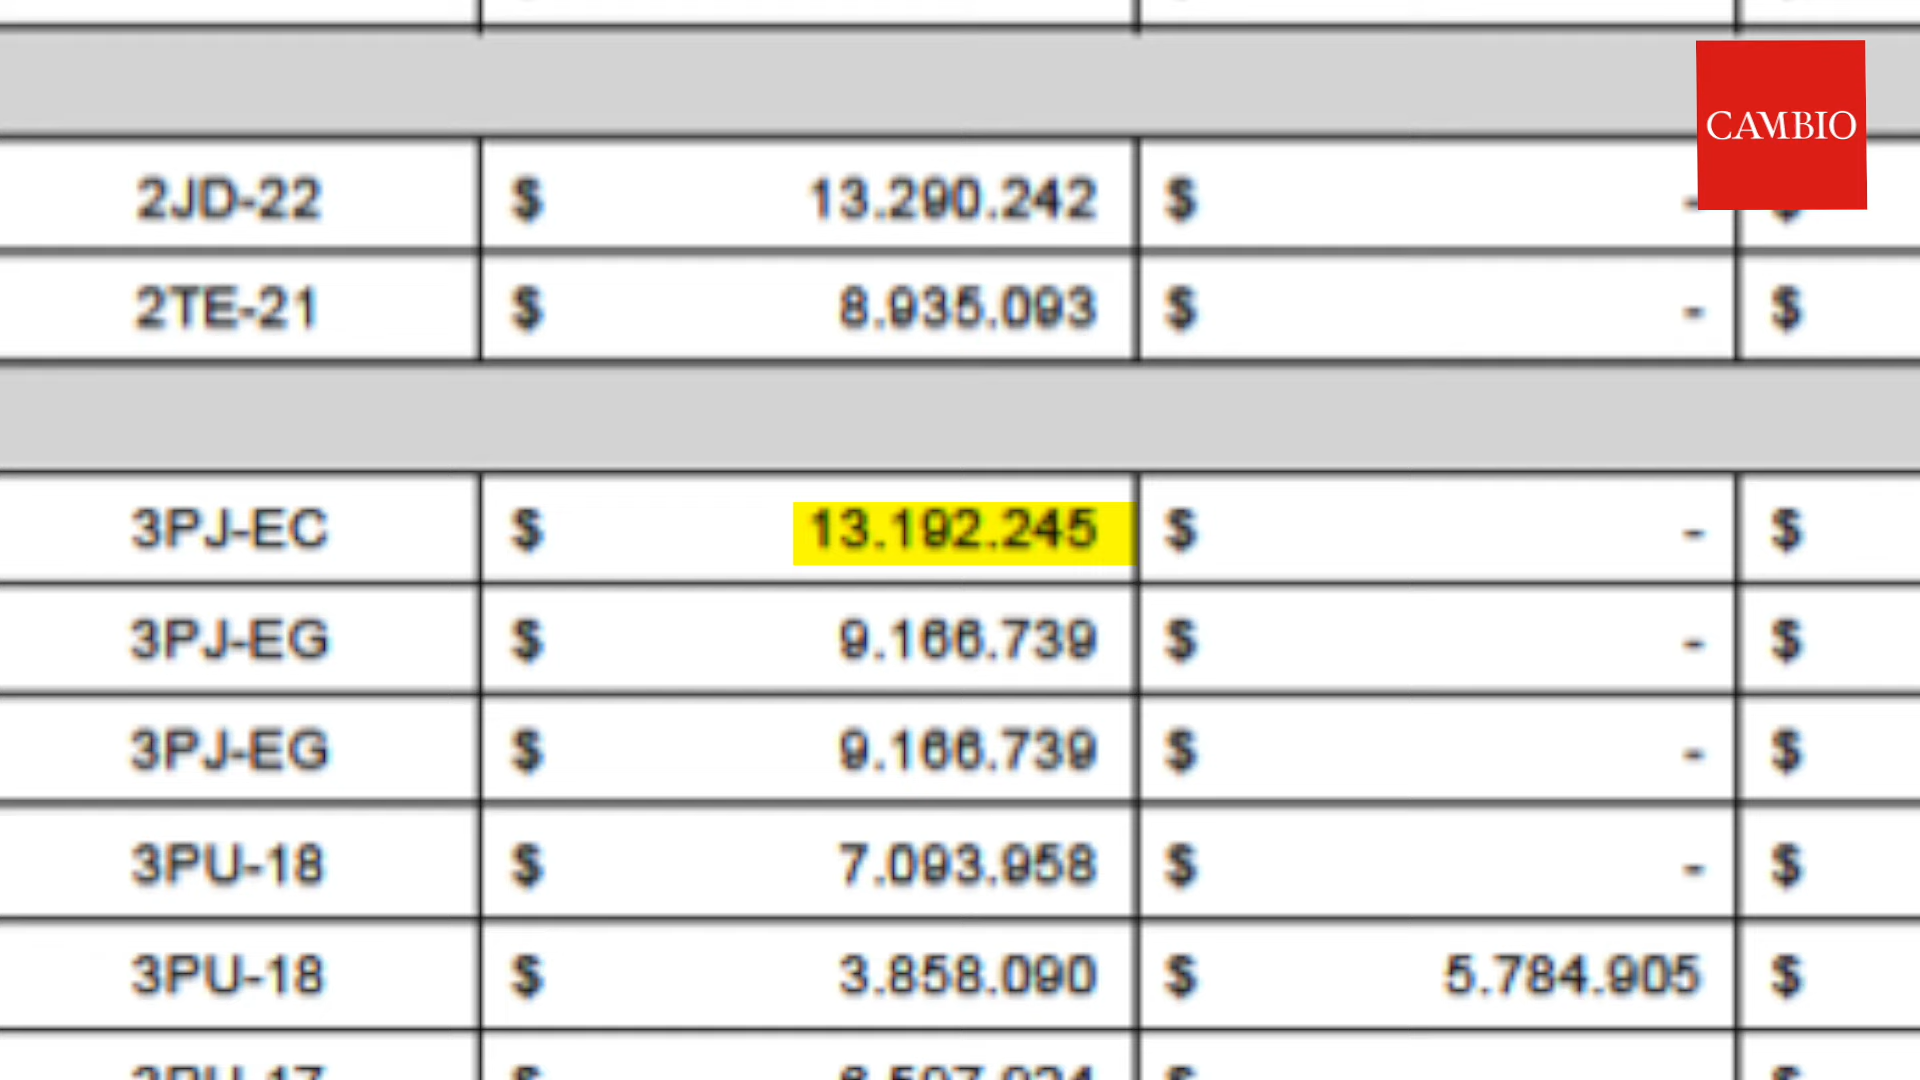 CAMBIO
2JD-22 $ 13.290.242 $ - $
2TE-21 $ 8.935.093 $ - $
3PJ-EC $ 13.192.245 $ - $
3PJ-EG $ 9.166.739 $ - $
3PJ-EG $ 9.166.739 $ - $
3PU-18 $ 7.093.958 $ - $
3PU-18 $ 3.858.090 $ 5.784.905 $